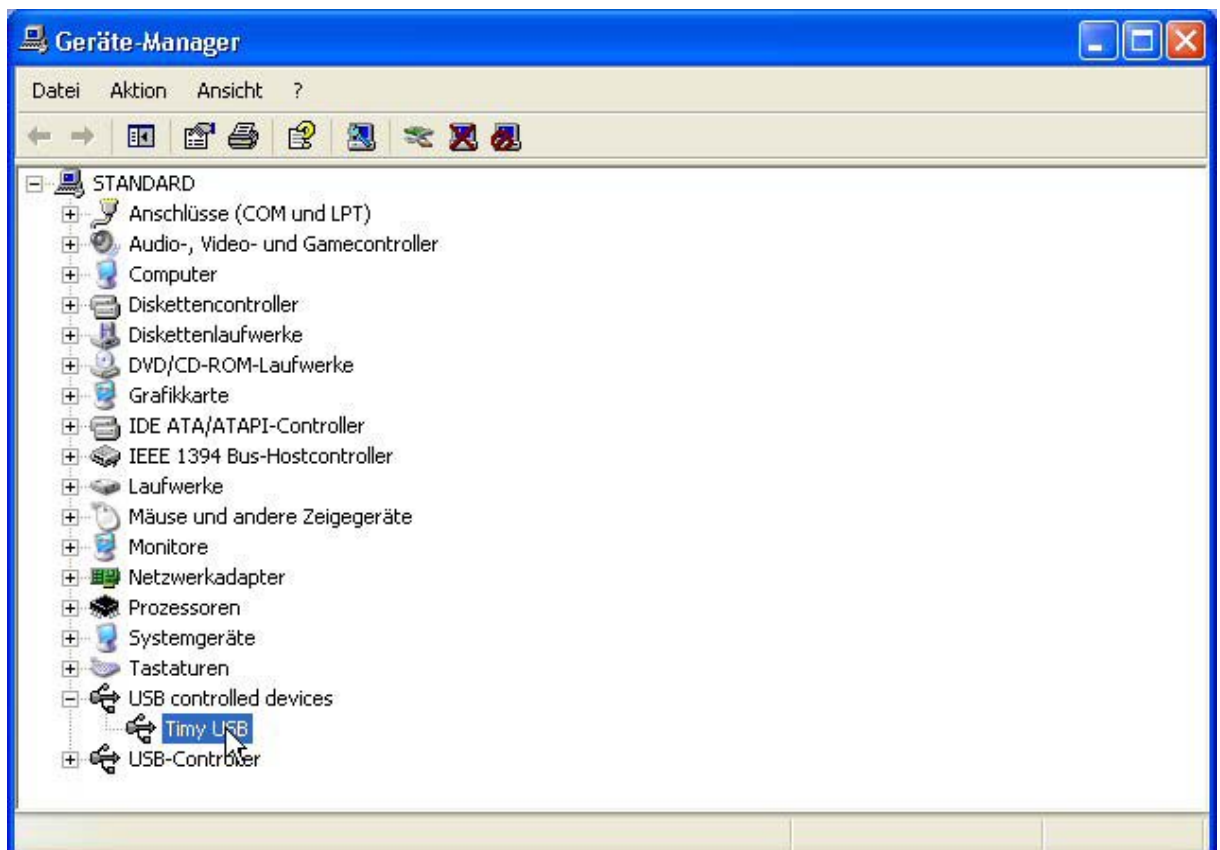 Geräte-Manager
Datei Aktion Ansicht ?
STANDARD
Anschlüsse (COM und LPT)
Audio-, Video- und Gamecontroller
Computer
Diskettencontroller
Diskettenlaufwerke
DVD/CD-ROM-Laufwerke
Grafikkarte
IDE ATA/ATAPI-Controller
IEEE 1394 Bus-Hostcontroller
Laufwerke
Mäuse und andere Zeigegeräte
Monitore
Netzwerkadapter
Prozessoren
Systemgeräte
Tastaturen
USB controlled devices
Timy USB
USB-Controller